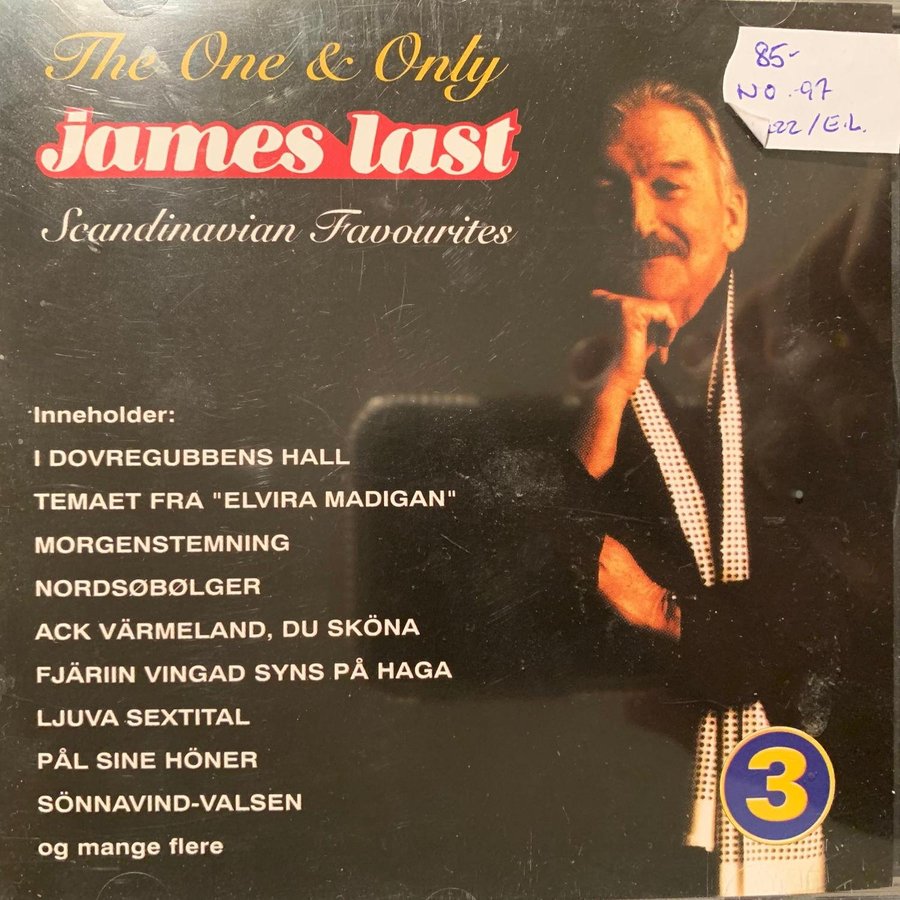 The One & Only
james last
Scandinavian Favourites
85-
NO.-97
22/E.L.
Inneholder:
I DOVREGUBBENS HALL
TEMAET FRA "ELVIRA MADIGAN"
MORGENSTEMNING
NORDSØBØLGER
ACK VÄRMELAND, DU SKÖNA
FJÄRIIN VINGAD SYNS PÅ HAGA
LJUVA SEXTITAL
PÅL SINE HÖNER
SÖNNAVIND-VALSEN
og mange flere
3